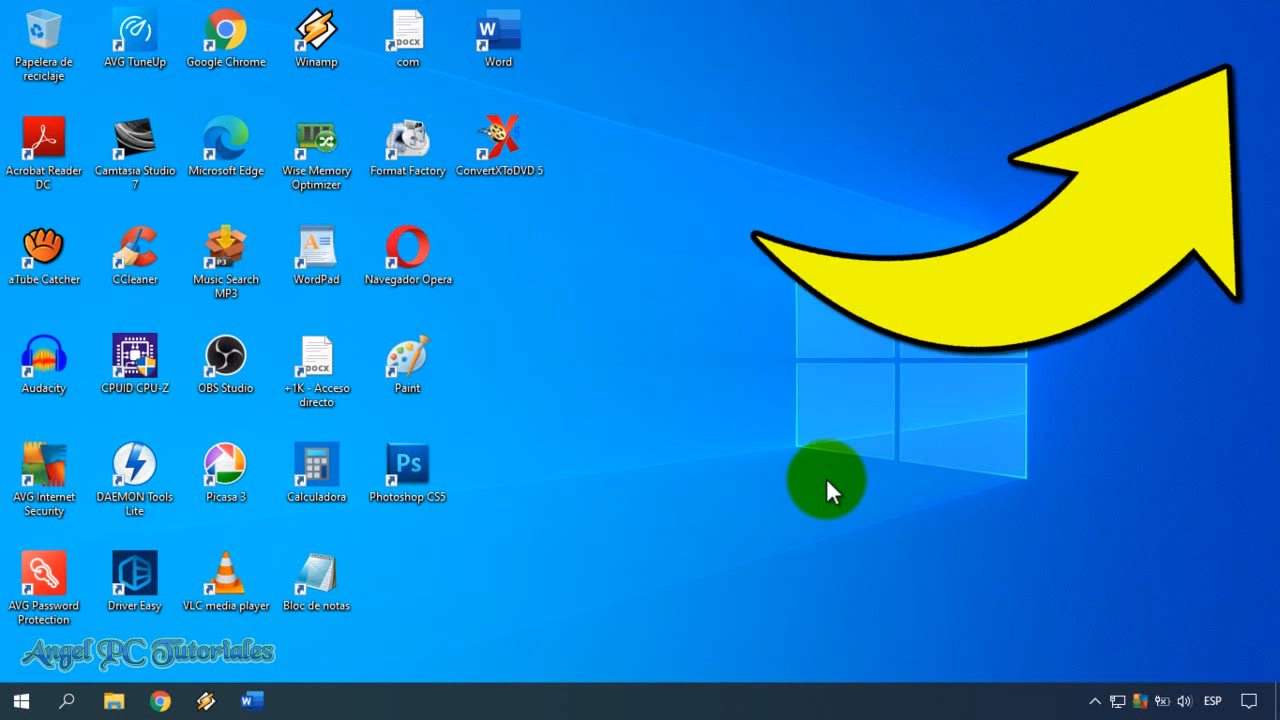 Papelera de
reciclaje
AVG TuneUp
Google Chrome
Winamp
DOCX
com
W
Word
Acrobat Reader
DC
Camtasia Studio
7
Microsoft Edge
Wise Memory
Optimizer
Format Factory
X
5
ConvertXToDVD 5
aTube Catcher
CCleaner
P3
Music Search
MP3
A
WordPad
Navegador Opera
Audacity
CPUID CPU-Z
OBS Studio
DOCX
+1K - Acceso
directo
Paint
AVG Internet
Security
DAEMON Tools
Lite
Picasa 3
Calculadora
Ps
Photoshop CS5
AVG Password
Protection
Driver Easy
VLC media player
Bloc de notas
Angel PC Tutoriales
W
ESP